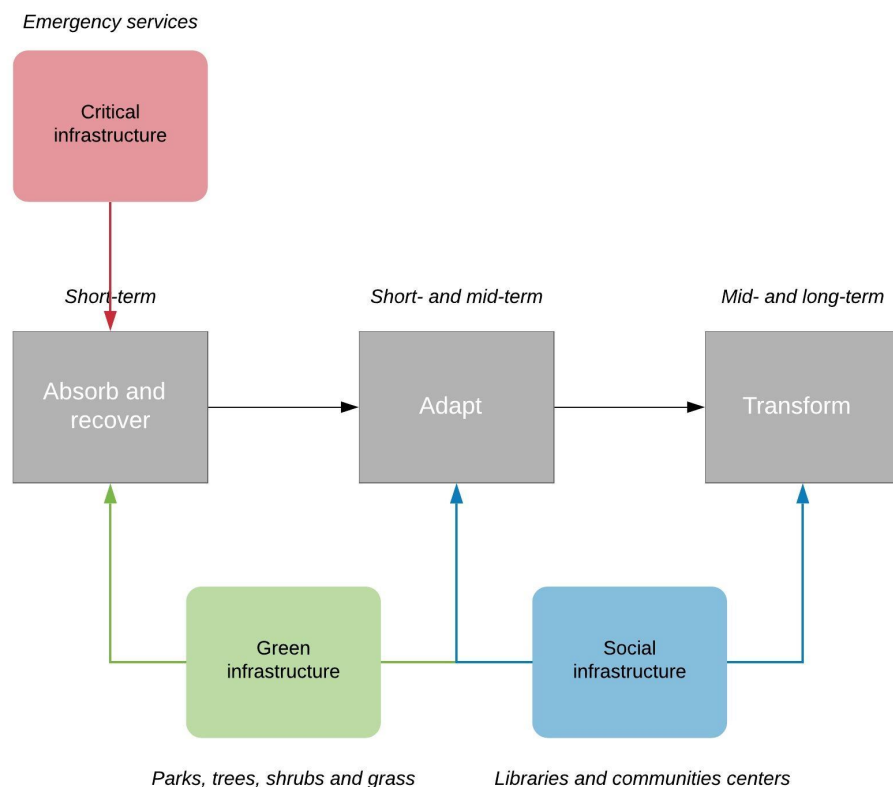 Emergency services
Critical
infrastructure
Short-term
Short- and mid-term
Mid- and long-term
Absorb and
recover
Adapt
Transform
Green
infrastructure
Social
infrastructure
Parks, trees, shrubs and grass
Libraries and communities centers